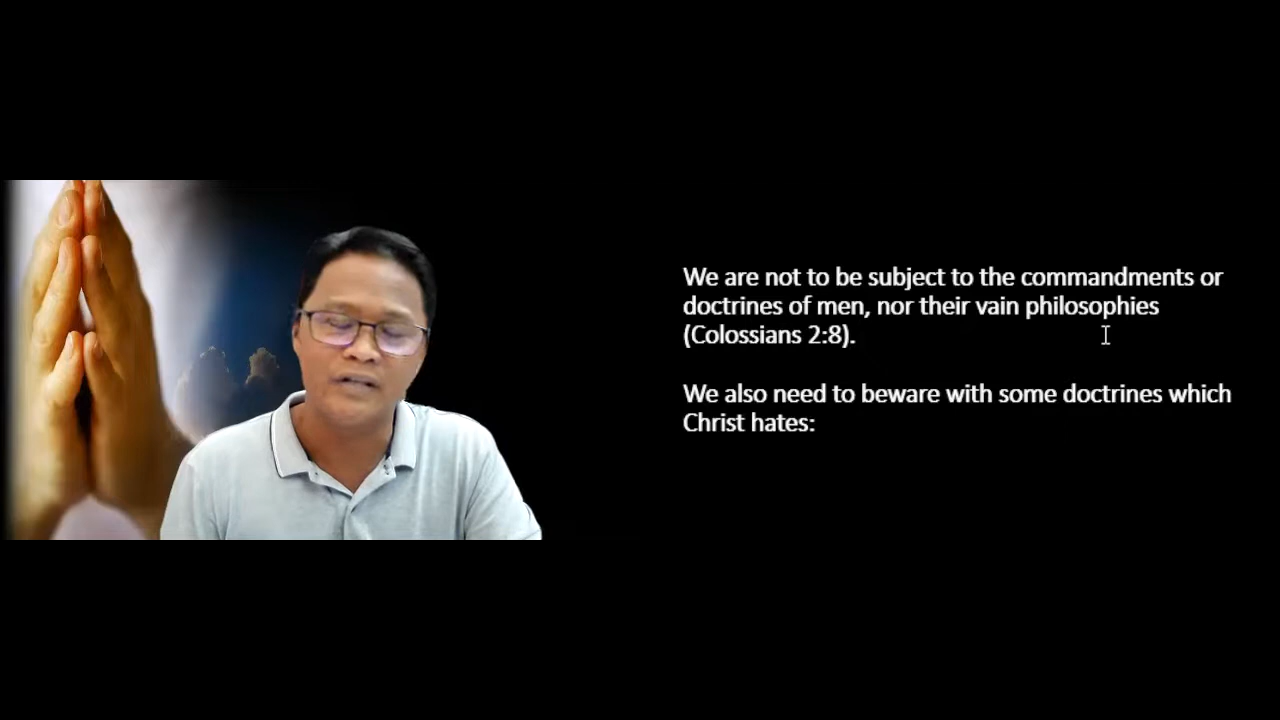 We are not to be subject to the commandments or
doctrines of men, nor their vain philosophies
(Colossians 2:8).
We also need to beware with some doctrines which
Christ hates: